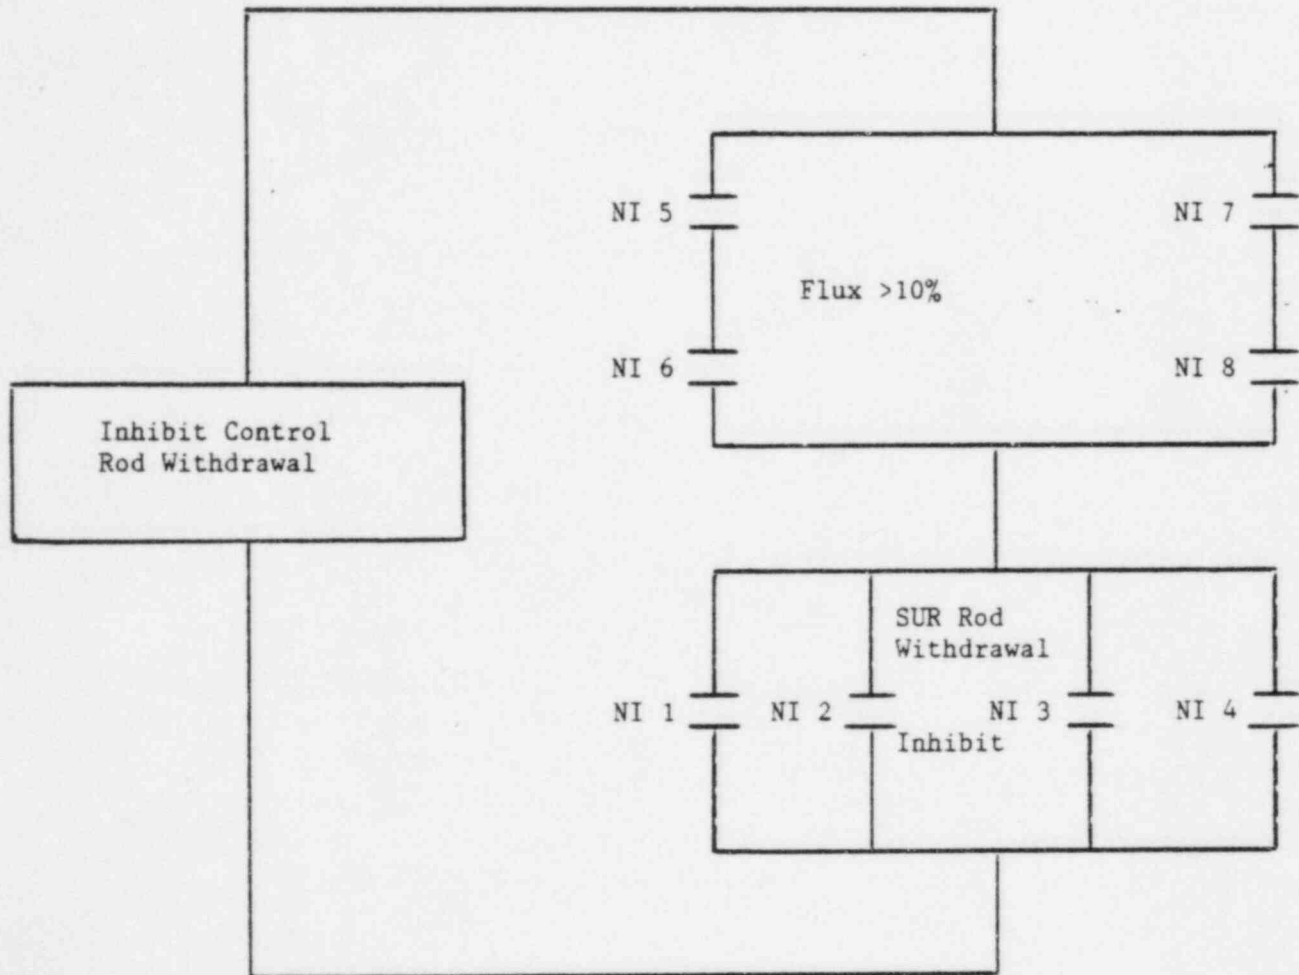 NI 5
NI 7
Flux >10%
NI 6
NI 8
Inhibit Control
Rod Withdrawal
SUR Rod
Withdrawal
NI 1
NI 2
NI 3
NI 4
Inhibit